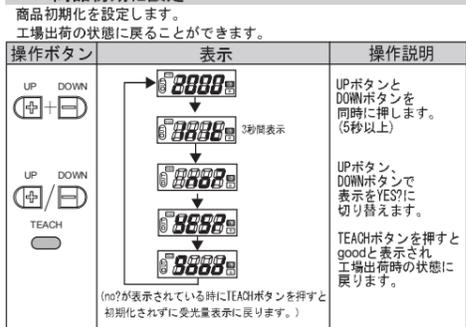 商品初期化を設定します。
工場出荷の状態に戻ることができます。
操作ボタン 表示 操作説明
UP DOWN
UPボタンと
DOWNボタンを
同時に押します。
(5秒以上)
3秒間表示
UP DOWN
TEACH
no?
UPボタン、
DOWNボタンで
表示をYES?に
切り替えます。
good
TEACHボタンを押すと
goodと表示され
工場出荷時の状態に
戻ります。
(no?が表示されている時にTEACHボタンを押すと
初期化されずに受光量表示に戻ります。)